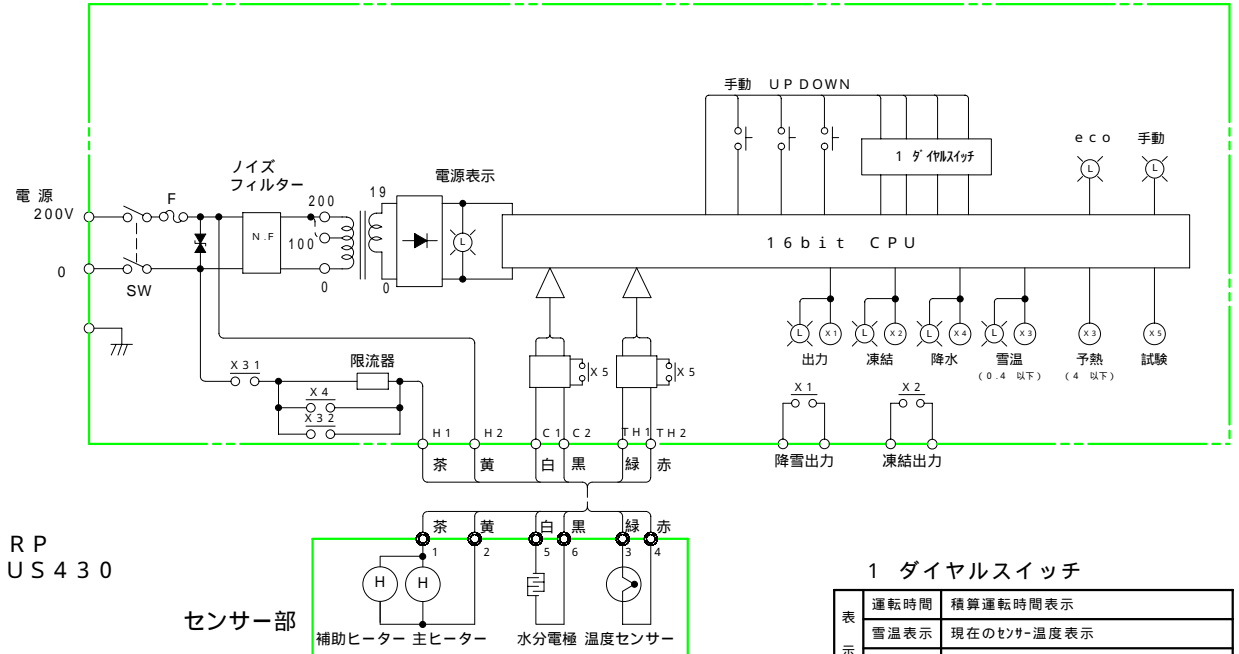 手動 UP DOWN
1 ダイヤルスイッチ
eco 手動
L L
ノイズ
フィルター
電源表示
電 源
200V
F
200
19
N.F
100
L
16bit CPU
0
SW
0
0
L X1 L X2 L X4 L X3 X3 X5
出力 凍結 降水 雪温 予熱 試験
(0.4 以下) (4 以下)
X31
限流器
X5 X5
X4
X32
X1 X2
H1 H2 C1 C2 TH1 TH2
茶 黄 白 黒 緑 赤
降雪出力 凍結出力
茶 黄 白 黒 緑 赤
1 2 5 6 3 4
RP
US430
H H
センサー部
補助ヒーター 主ヒーター 水分電極 温度センサー
1 ダイヤルスイッチ
表
示
運転時間 積算運転時間表示
雪温表示 現在のセンサー温度表示